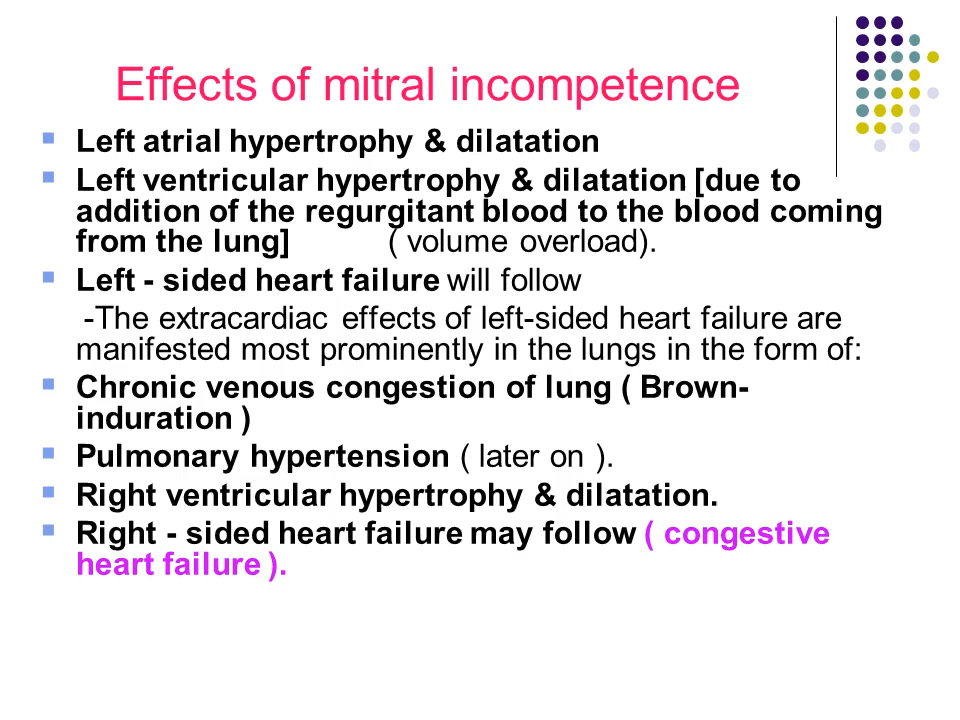 Effects of mitral incompetence
Left atrial hypertrophy & dilatation
Left ventricular hypertrophy & dilatation [due to
addition of the regurgitant blood to the blood coming
from the lung] ( volume overload).
Left - sided heart failure will follow
-The extracardiac effects of left-sided heart failure are
manifested most prominently in the lungs in the form of:
Chronic venous congestion of lung ( Brown-
induration )
Pulmonary hypertension ( later on ).
Right ventricular hypertrophy & dilatation.
Right - sided heart failure may follow ( congestive
heart failure ).